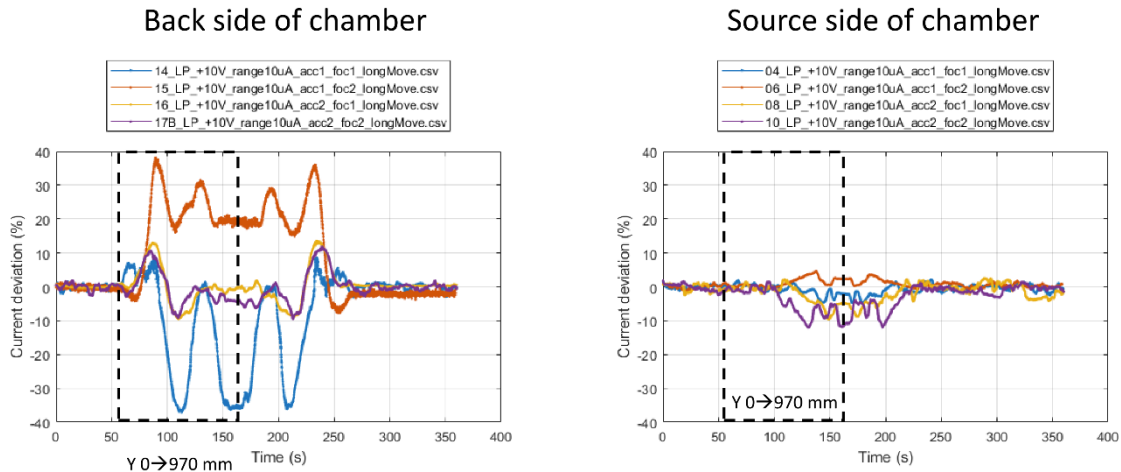 Back side of chamber
14_LP_+10V_range10uA_acc1_foc1_longMove.csv
15_LP_+10V_range10uA_acc1_foc2_longMove.csv
16_LP_+10V_range10uA_acc2_foc1_longMove.csv
17B_LP_+10V_range10uA_acc2_foc2_longMove.csv
Current deviation (%)
40
30
20
10
0
-10
-20
-30
-40
0 50 100 150 200 250 300 350 400
Time (s)
Y 0→970 mm
Source side of chamber
04_LP_+10V_range10uA_acc1_foc1_longMove.csv
06_LP_+10V_range10uA_acc1_foc2_longMove.csv
08_LP_+10V_range10uA_acc2_foc1_longMove.csv
10_LP_+10V_range10uA_acc2_foc2_longMove.csv
Current deviation (%)
40
30
20
10
0
-10
-20
-30
-40
Y 0→970 mm
0 50 100 150 200 250 300 350 400
Time (s)